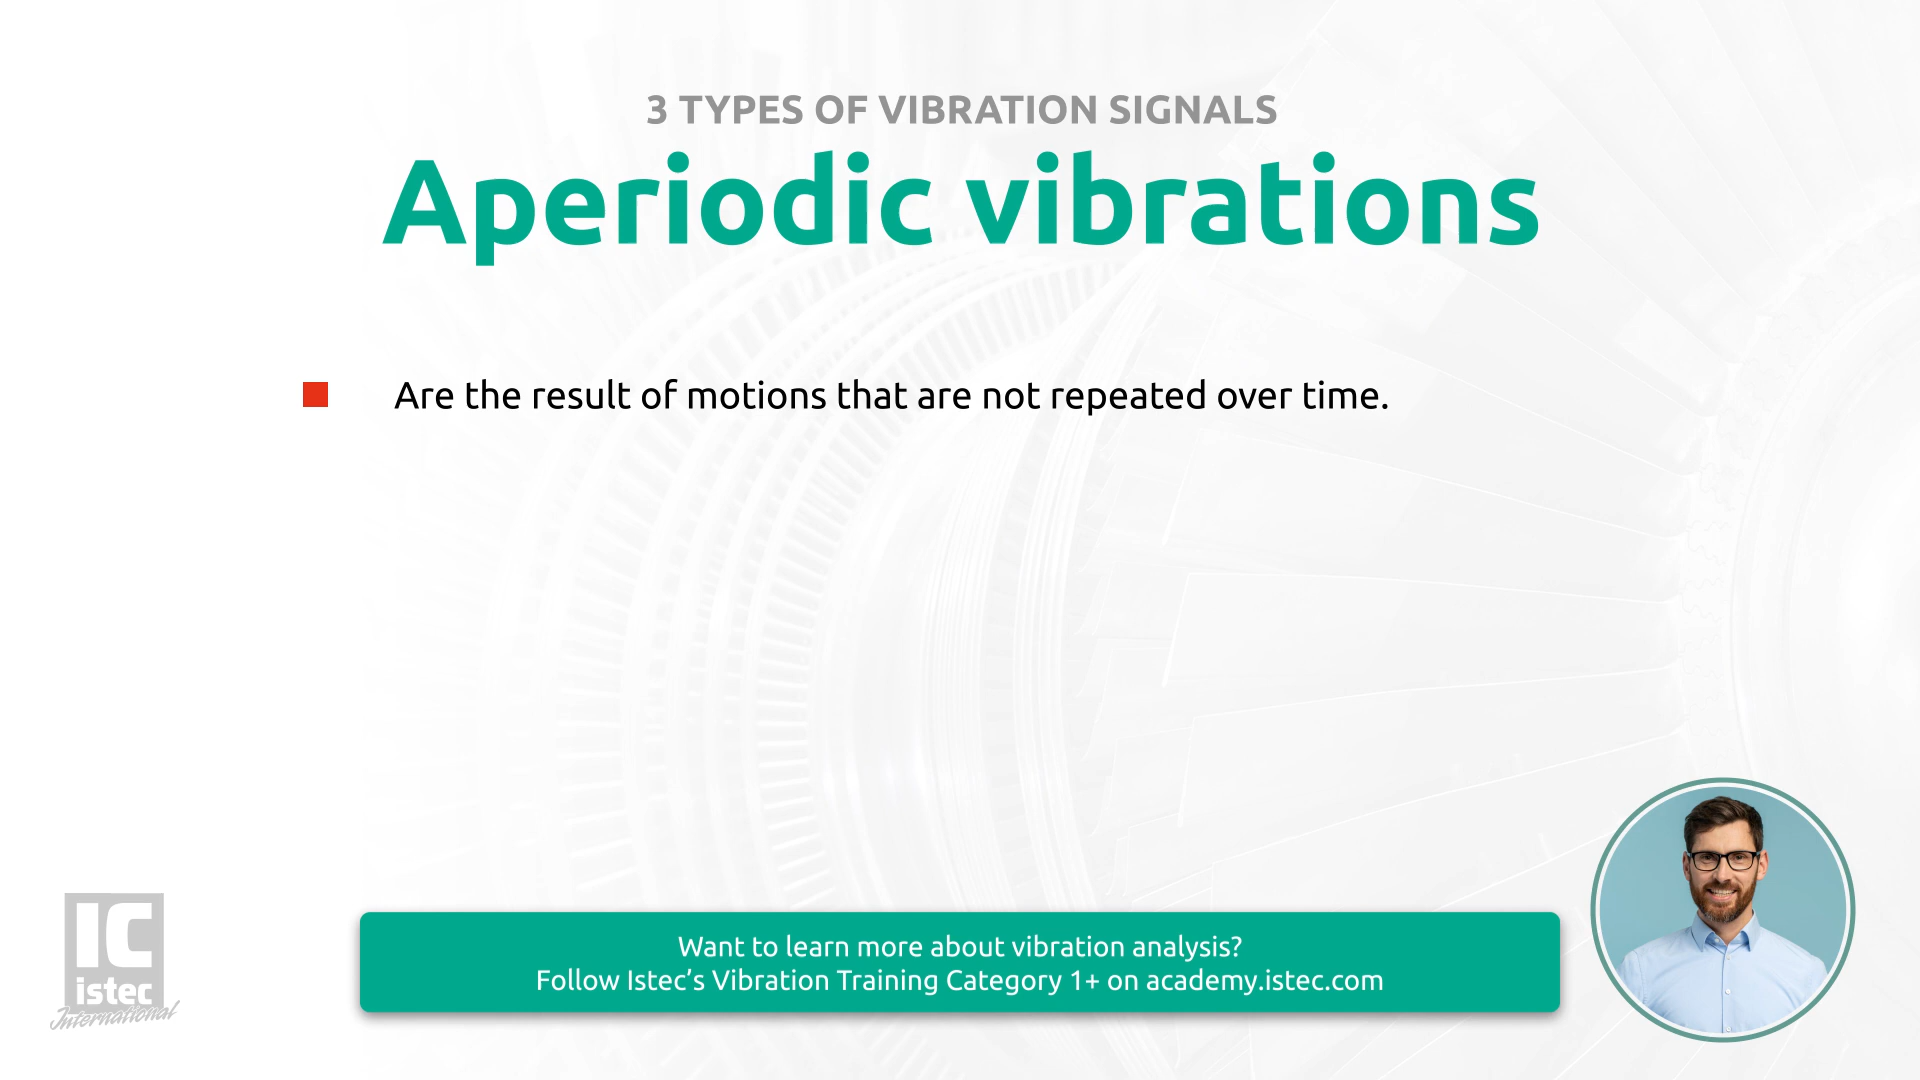 3 TYPES OF VIBRATION SIGNALS
Aperiodic vibrations
Are the result of motions that are not repeated over time.
Want to learn more about vibration analysis?
Follow Istec’s Vibration Training Category 1+ on academy.istec.com
IC
istec
International